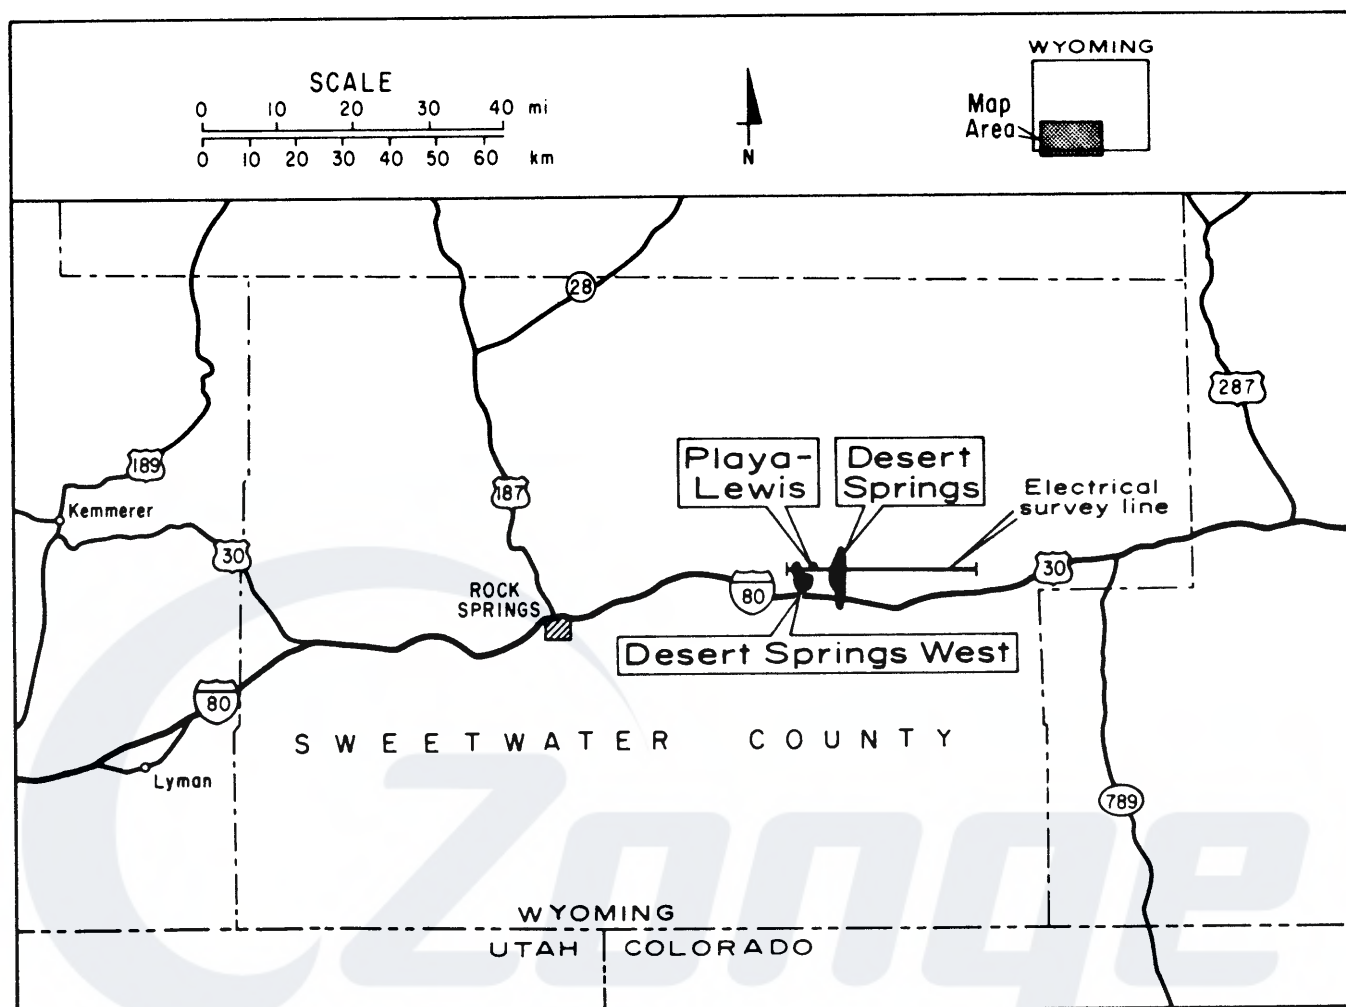 WYOMING
SCALE
0 10 20 30 40 mi
0 10 20 30 40 50 60 km
N
Map
Area
28
287
189
187
Playa-
Lewis
Desert
Springs
Electrical
survey line
Kemmerer
30
30
80
ROCK
SPRINGS
Desert Springs West
80
SWEETWATER COUNTY
Lyman
789
WYOMING
UTAH
COLORADO
Zonge